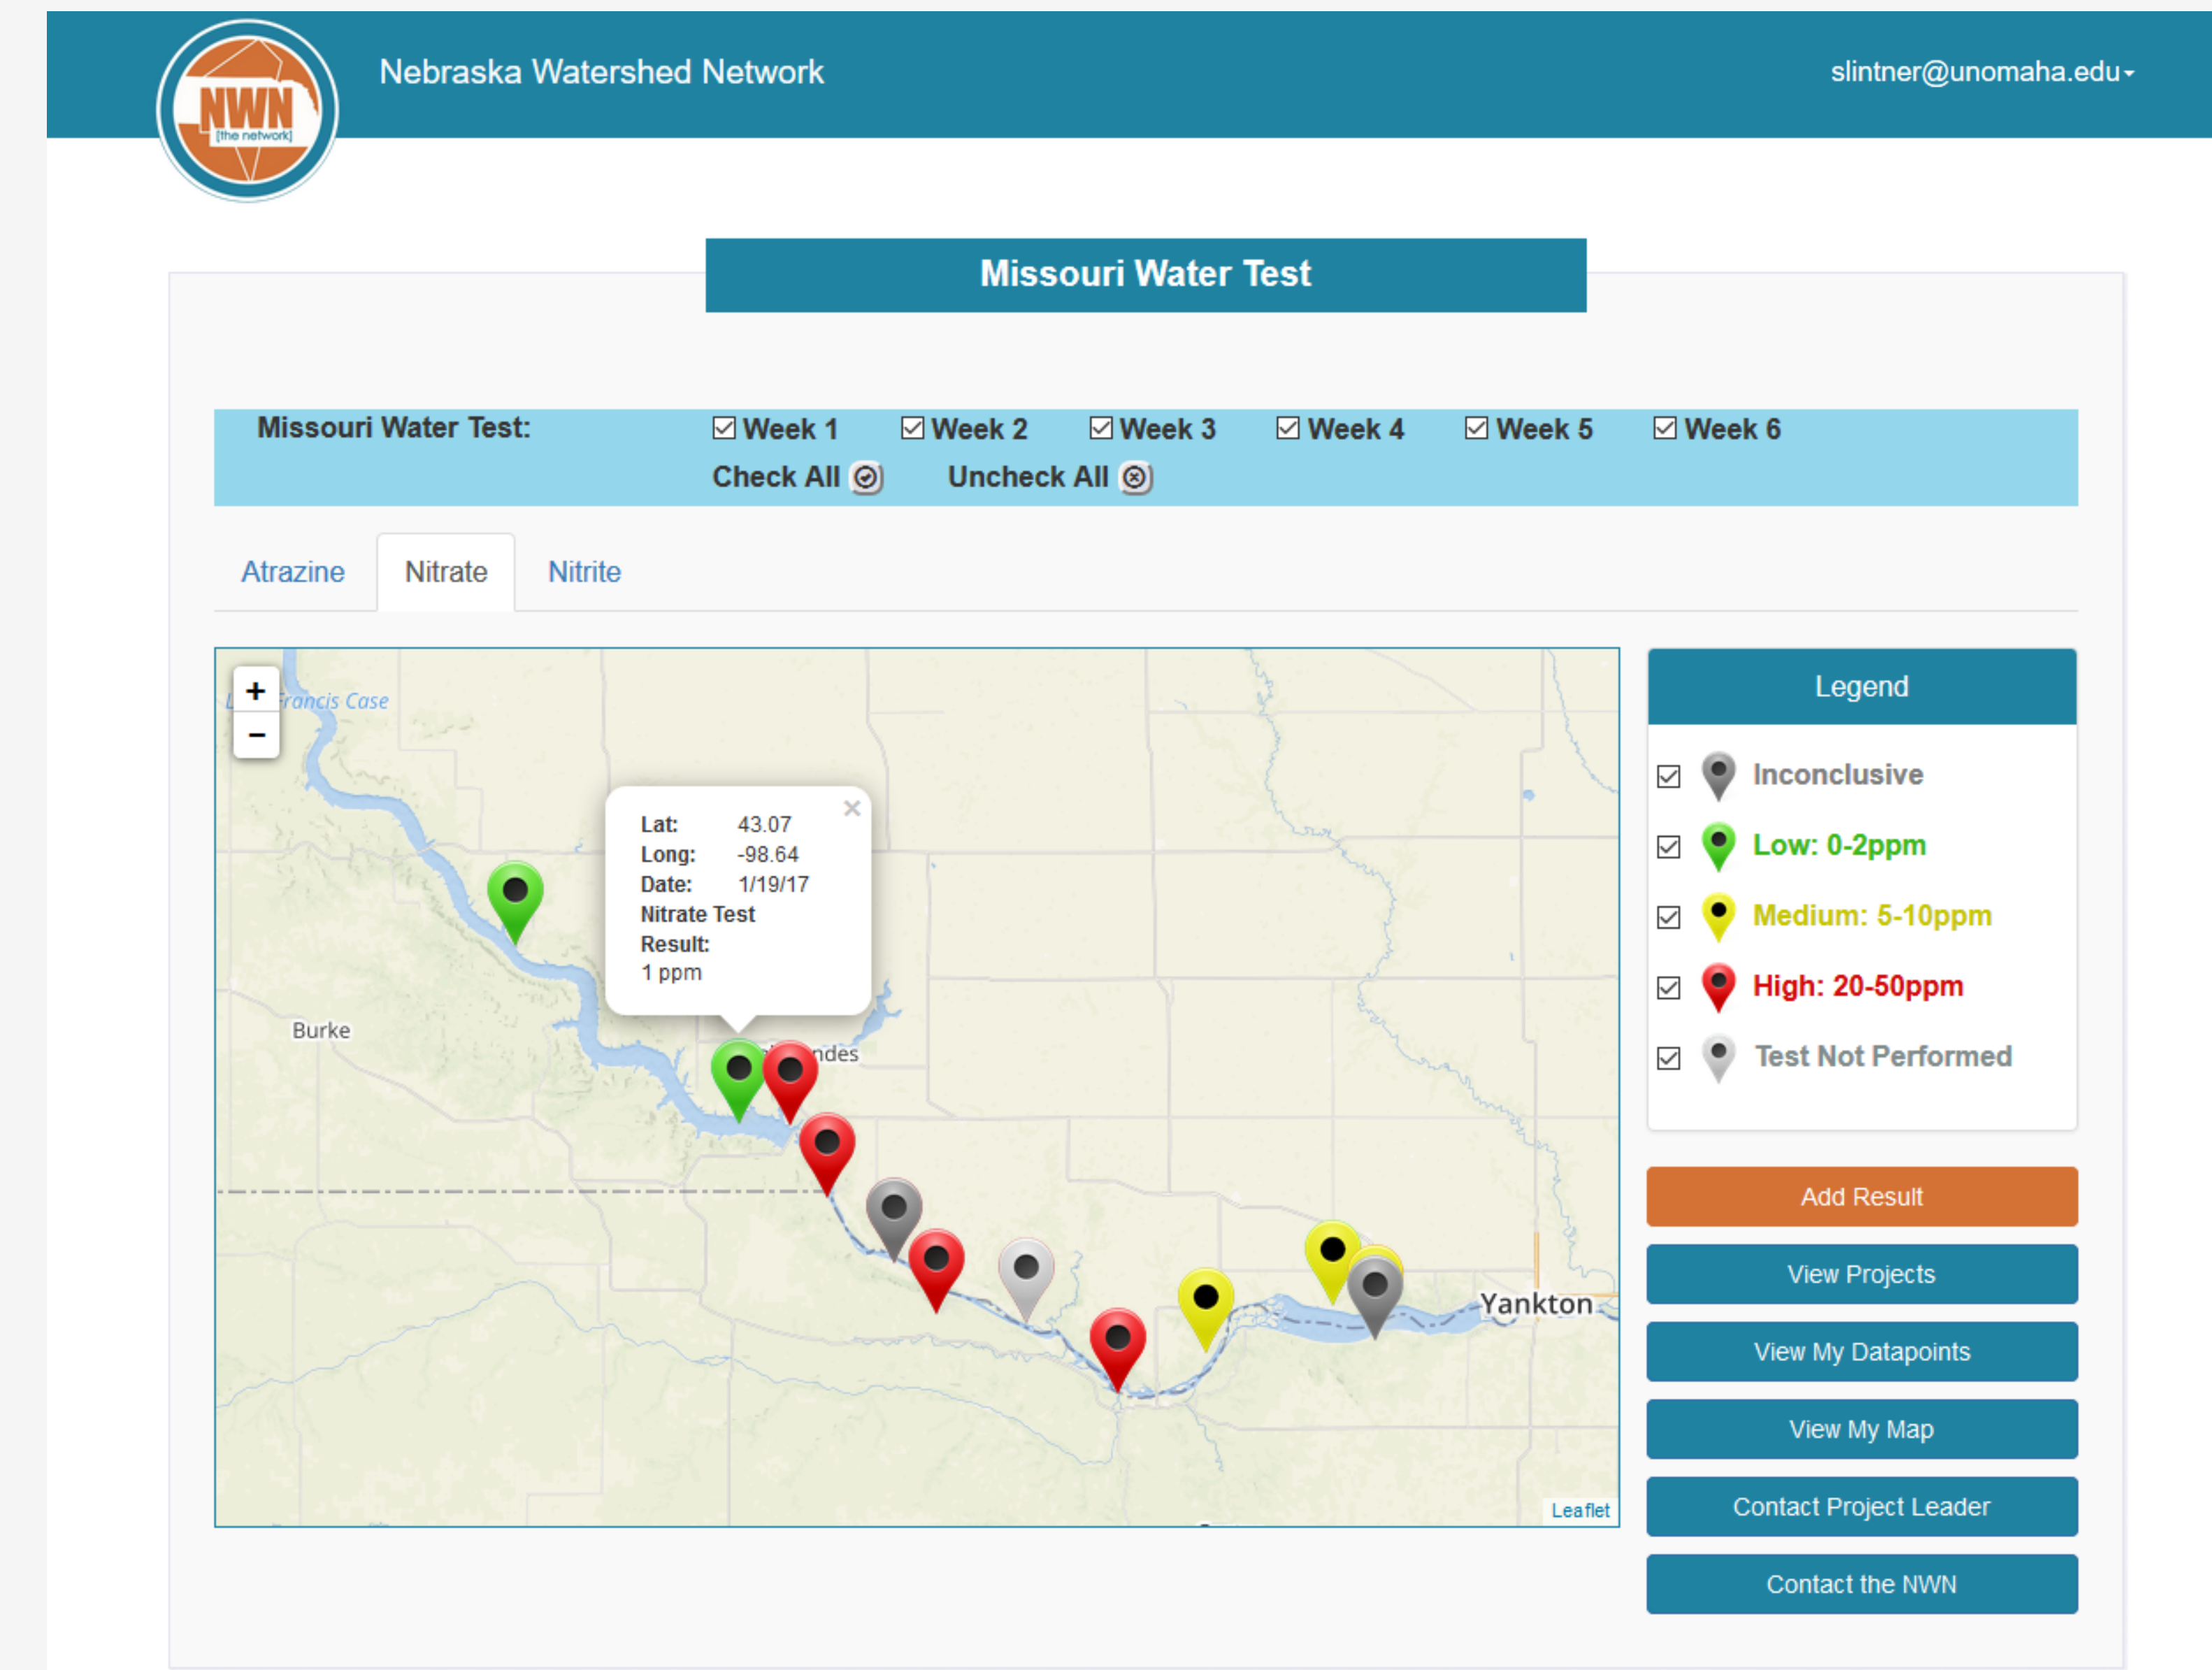 Nebraska Watershed Network
slintner@unomaha.edu
NWN
[the network]
Missouri Water Test
Missouri Water Test:
Week 1
Week 2
Week 3
Week 4
Week 5
Week 6
Check All
Uncheck All
Atrazine
Nitrate
Nitrite
+
−
Francis Case
Lat: 43.07
Long: -98.64
Date: 1/19/17
Nitrate Test
Result:
1 ppm
Burke
Yankton
Leaflet
Legend
Inconclusive
Low: 0-2ppm
Medium: 5-10ppm
High: 20-50ppm
Test Not Performed
Add Result
View Projects
View My Datapoints
View My Map
Contact Project Leader
Contact the NWN